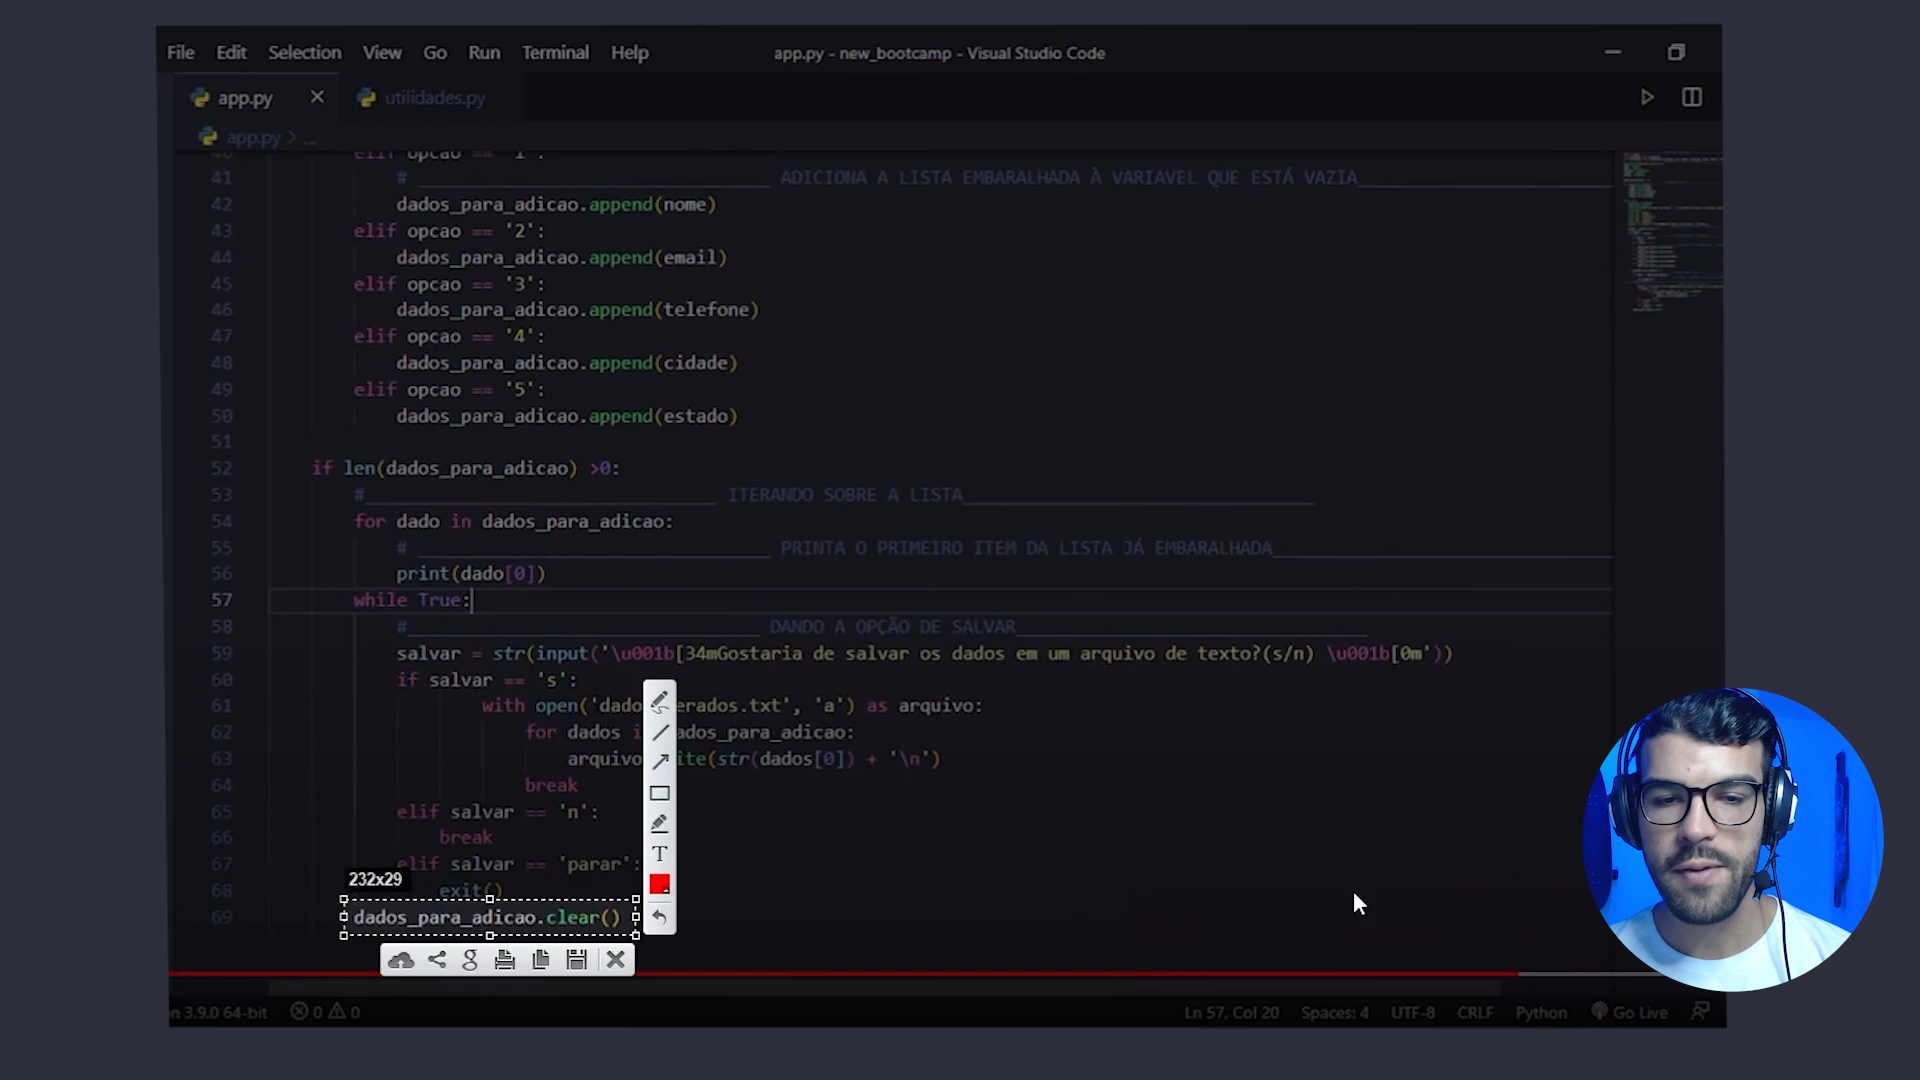 File Edit Selection View Go Run Terminal Help app.py - new_bootcamp - Visual Studio Code
app.py utilidades.py
app.py > ...
40 elif opcao == '1':
41 # _________________________________ ADICIONA A LISTA EMBARALHADA À VARIAVEL QUE ESTÁ VAZIA________________________
42 dados_para_adicao.append(nome)
43 elif opcao == '2':
44 dados_para_adicao.append(email)
45 elif opcao == '3':
46 dados_para_adicao.append(telefone)
47 elif opcao == '4':
48 dados_para_adicao.append(cidade)
49 elif opcao == '5':
50 dados_para_adicao.append(estado)
51
52 if len(dados_para_adicao) >0:
53 #_________________________________ ITERANDO SOBRE A LISTA_________________________________
54 for dado in dados_para_adicao:
55 # _________________________________ PRINTA O PRIMEIRO ITEM DA LISTA JÁ EMBARALHADA________________________________
56 print(dado[0])
57 while True:
58 #_________________________________ DANDO A OPÇÃO DE SALVAR_________________________________
59 salvar = str(input('\u001b[34mGostaria de salvar os dados em um arquivo de texto?(s/n) \u001b[0m'))
60 if salvar == 's':
61 with open('dado erados.txt', 'a') as arquivo:
62 for dados i ados_para_adicao:
63 arquivo ite(str(dados[0]) + '\n')
64 break
65 elif salvar == 'n':
66 break
67 elif salvar == 'parar':
232x29
68 exit()
69 dados_para_adicao.clear()
T
g
n 3.9.0 64-bit 0 0 Ln 57, Col 20 Spaces: 4 UTF-8 CRLF Python Go Live